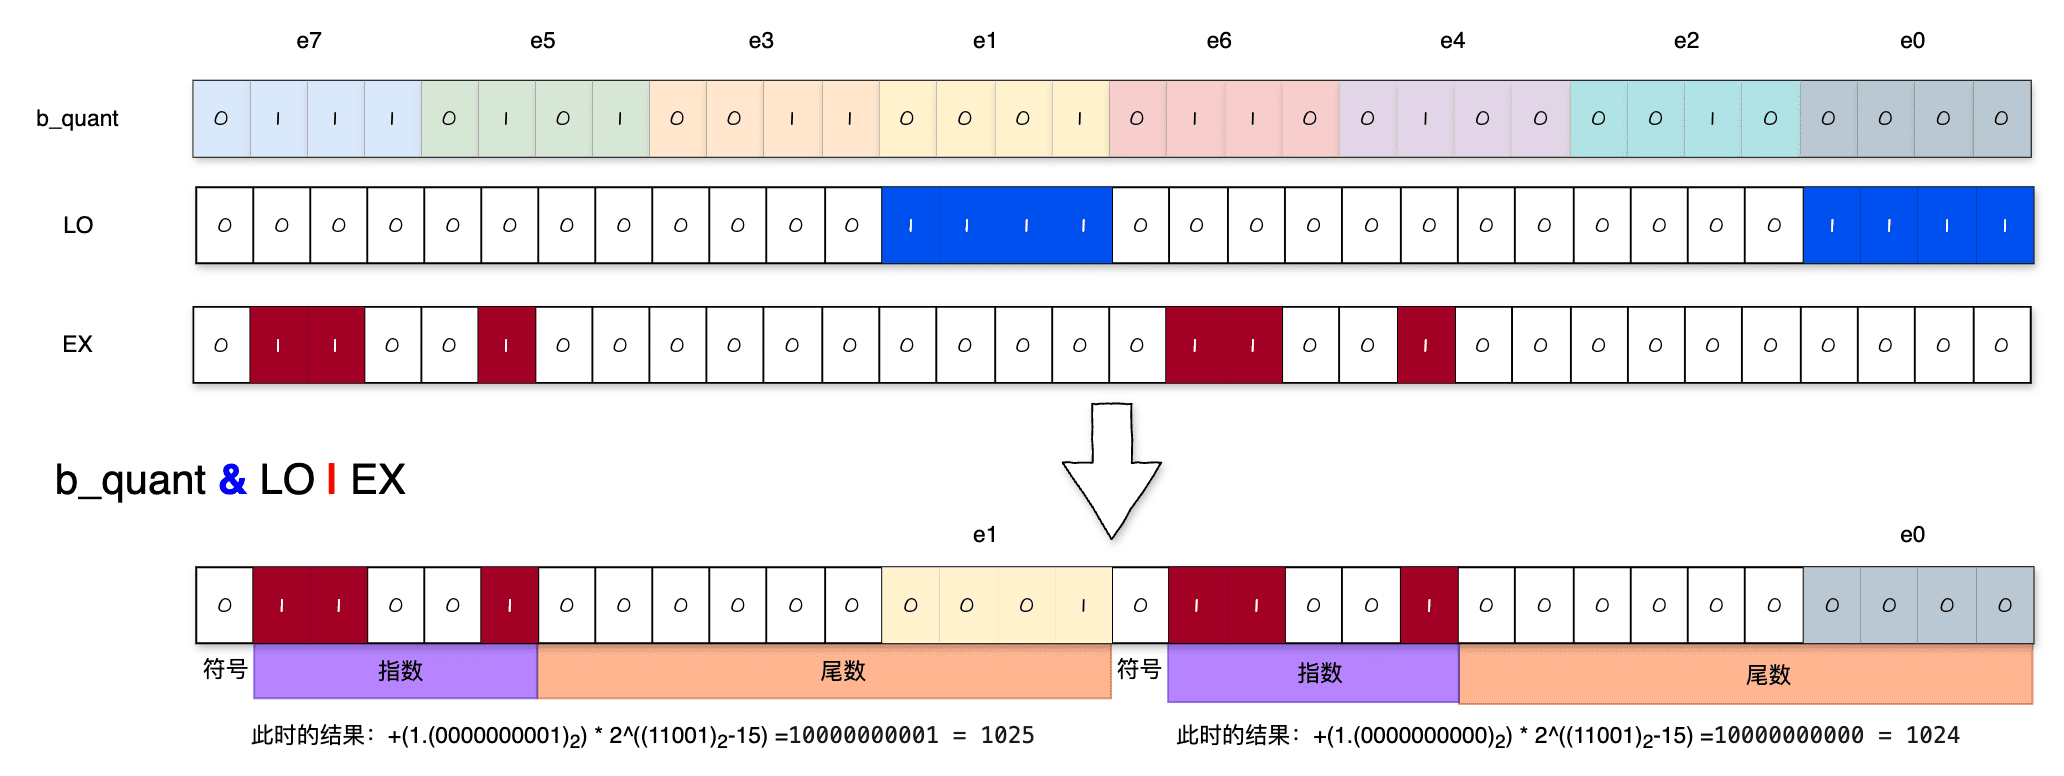 e7 e5 e3 e1 e6 e4 e2 e0
b_quant 0 1 1 1 0 1 0 1 0 0 1 1 0 0 0 1 0 1 1 0 0 1 0 0 0 0 1 0 0 0 0 0
LO 0 0 0 0 0 0 0 0 0 0 0 0 1 1 1 1 0 0 0 0 0 0 0 0 0 0 0 0 1 1 1 1
EX 0 1 1 0 0 1 0 0 0 0 0 0 0 0 0 0 0 1 1 0 0 1 0 0 0 0 0 0 0 0 0 0
b_quant & LO | EX
e1 e0
0 1 1 0 0 1 0 0 0 0 0 0 0 0 0 1 0 1 1 0 0 1 0 0 0 0 0 0 0 0 0 0
符号 指数 尾数 符号 指数 尾数
此时的结果：+(1.(0000000001)₂) * 2^((11001)₂-15) =10000000001 = 1025
此时的结果：+(1.(0000000000)₂) * 2^((11001)₂-15) =10000000000 = 1024